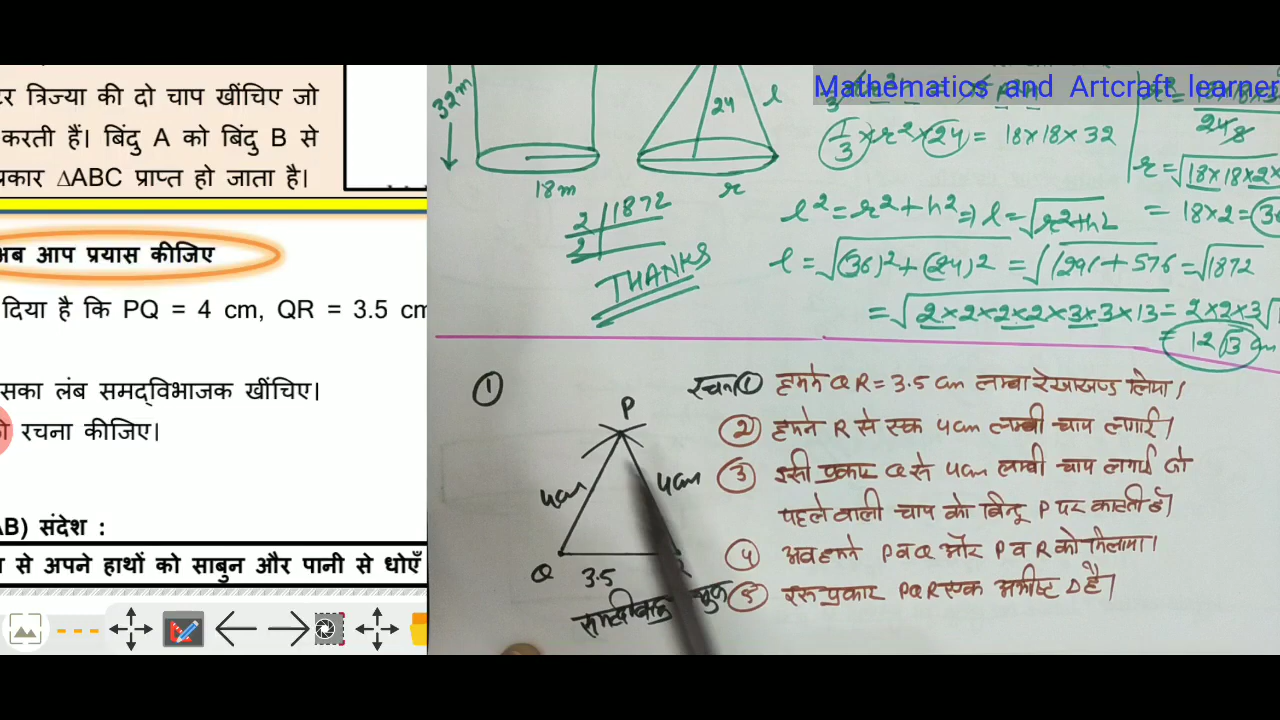 टर त्रिज्या की दो चाप खींचिए जो
करती हैं। बिंदु A को बिंदु B से
प्रकार ΔABC प्राप्त हो जाता है।
अब आप प्रयास कीजिए
दिया है कि PQ = 4 cm, QR = 3.5 cm
सका लंब समद्विभाजक खींचिए।
रचना कीजिए।
AB) संदेश :
से अपने हाथों को साबुन और पानी से धोएँ
Mathematics and Artcraft learner
32m
24
l
18m
r
1/3 × r² × 24 = 18×18×32
r = √18×18×2×
= 18×2=
2 | 1872
2
THANKS
l² = r² + h² ⇒ l = √r²+h²
l = √(36)²+(24)² = √1296 + 576 = √1872
= √2×2×2×2×3×3×13 = 2×2×3√1
= 12√13 cm
①
P
4cm
4cm
Q
3.5
R
रचना ① हमने QR = 3.5 cm लम्बा रेखाखण्ड लिया।
② हमने R से एक 4cm लम्बी चाप लगाई।
③ इसी प्रकार Q से 4cm लम्बी चाप लगाई जो
पहले वाली चाप को बिन्दू P पर काटती है।
④ अब हमने P व Q और P व R को मिलाया।
⑤ इस प्रकार PQR एक अभीष्ट Δ है।